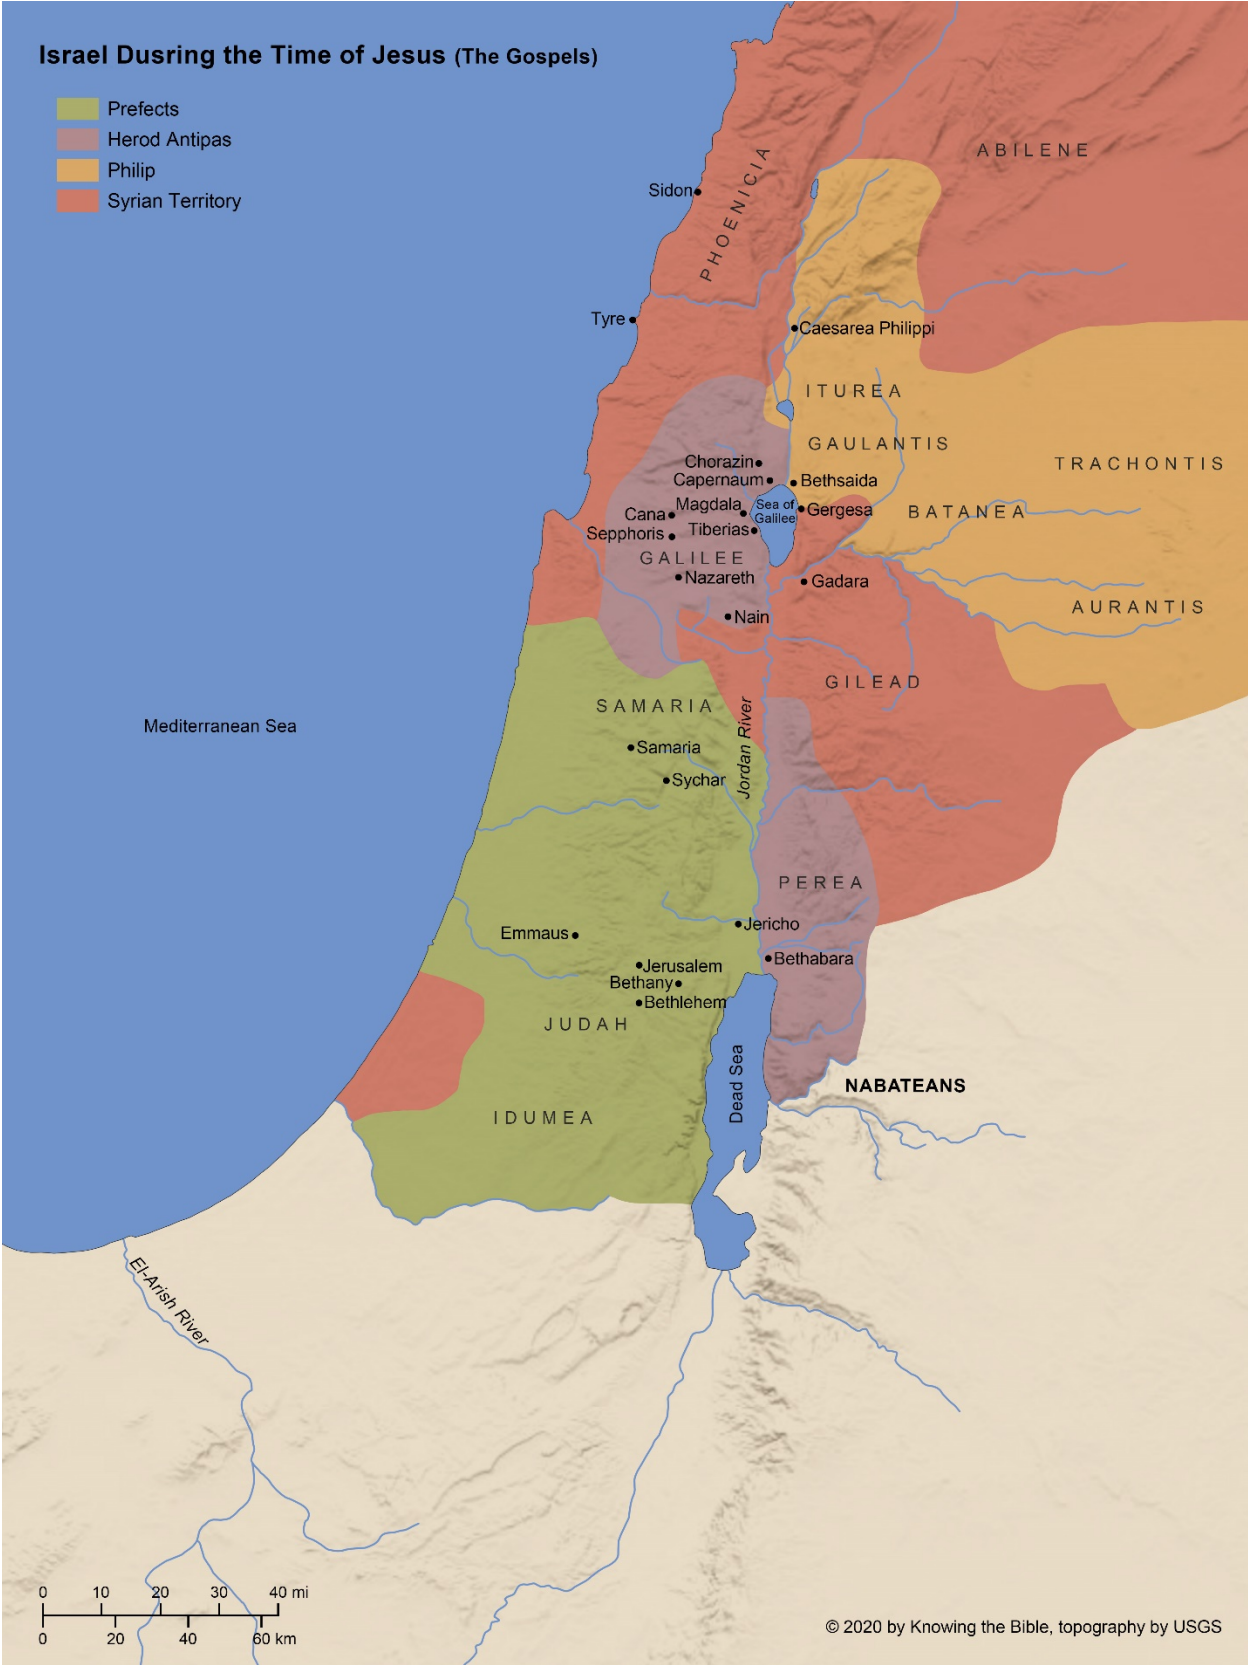 Israel Dusring the Time of Jesus (The Gospels)
Prefects
Herod Antipas
Philip
Syrian Territory
ABILENE
PHOENICIA
Sidon
Tyre
Caesarea Philippi
ITUREA
GAULANTIS
TRACHONTIS
Chorazin
Capernaum
Bethsaida
Magdala
Sea of
Galilee
Gergesa
BATANEA
Cana
Sepphoris
Tiberias
GALILEE
Nazareth
Gadara
AURANTIS
Nain
GILEAD
SAMARIA
Jordan River
Mediterranean Sea
Samaria
Sychar
PEREA
Jericho
Emmaus
Bethabara
Jerusalem
Bethany
Bethlehem
JUDAH
Dead Sea
NABATEANS
IDUMEA
El-Arish River
0 10 20 30 40 mi
0 20 40 60 km
© 2020 by Knowing the Bible, topography by USGS